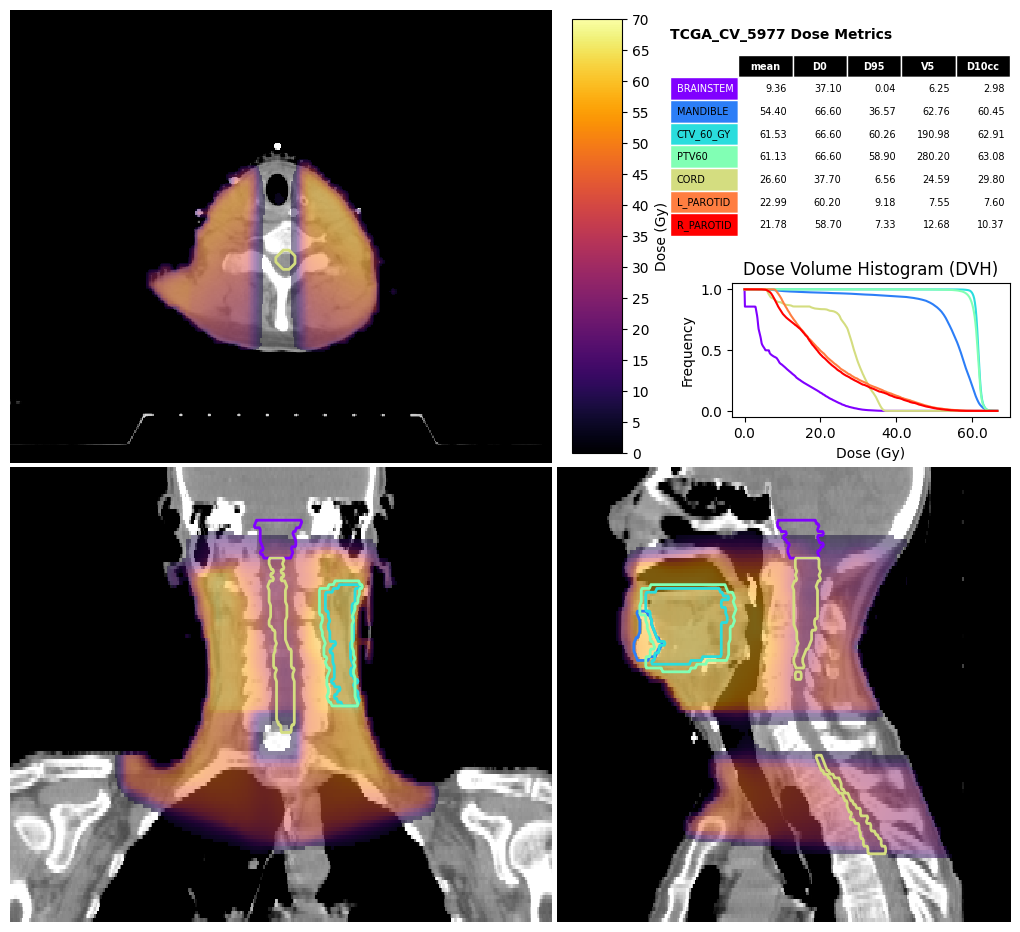 TCGA_CV_5977 Dose Metrics
mean D0 D95 V5 D10cc
BRAINSTEM 9.36 37.10 0.04 6.25 2.98
MANDIBLE 54.40 66.60 36.57 62.76 60.45
CTV_60_GY 61.53 66.60 60.26 190.98 62.91
PTV60 61.13 66.60 58.90 280.20 63.08
CORD 26.60 37.70 6.56 24.59 29.80
L_PAROTID 22.99 60.20 9.18 7.55 7.60
R_PAROTID 21.78 58.70 7.33 12.68 10.37
70
65
60
55
50
45
40
35
30
25
20
15
10
5
0
Dose (Gy)
Dose Volume Histogram (DVH)
Frequency
1.0
0.5
0.0
0.0 20.0 40.0 60.0
Dose (Gy)